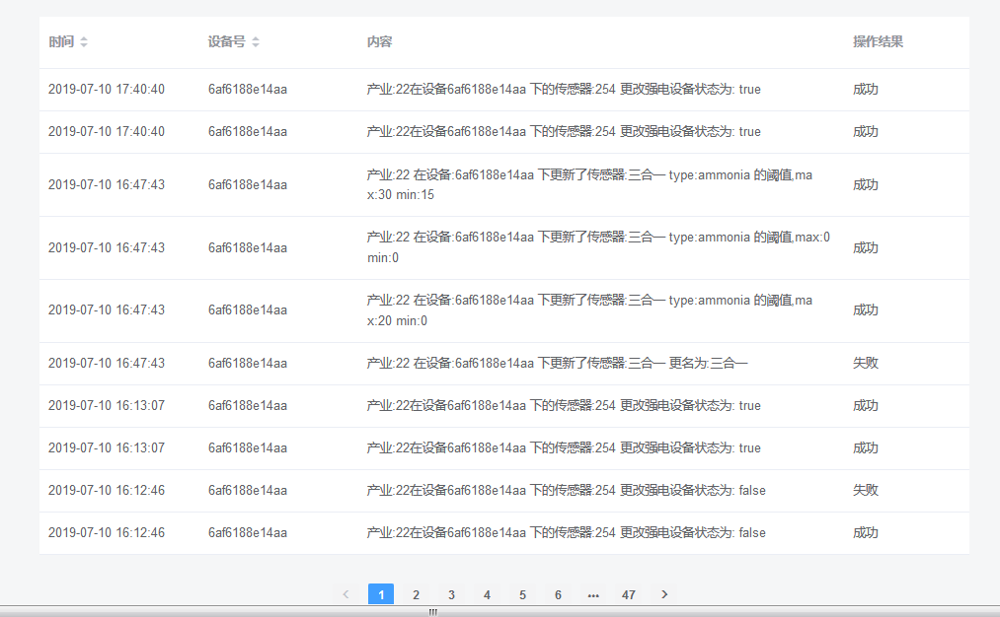 时间 设备号 内容 操作结果
2019-07-10 17:40:40 6af6188e14aa 产业:22在设备6af6188e14aa 下的传感器:254 更改强电设备状态为: true 成功
2019-07-10 17:40:40 6af6188e14aa 产业:22在设备6af6188e14aa 下的传感器:254 更改强电设备状态为: true 成功
2019-07-10 16:47:43 6af6188e14aa 产业:22 在设备:6af6188e14aa 下更新了传感器:三合一 type:ammonia 的阈值,ma
x:30 min:15 成功
2019-07-10 16:47:43 6af6188e14aa 产业:22 在设备:6af6188e14aa 下更新了传感器:三合一 type:ammonia 的阈值,max:0
min:0 成功
2019-07-10 16:47:43 6af6188e14aa 产业:22 在设备:6af6188e14aa 下更新了传感器:三合一 type:ammonia 的阈值,ma
x:20 min:0 成功
2019-07-10 16:47:43 6af6188e14aa 产业:22 在设备:6af6188e14aa 下更新了传感器:三合一 更名为:三合一 失败
2019-07-10 16:13:07 6af6188e14aa 产业:22在设备6af6188e14aa 下的传感器:254 更改强电设备状态为: true 成功
2019-07-10 16:13:07 6af6188e14aa 产业:22在设备6af6188e14aa 下的传感器:254 更改强电设备状态为: true 成功
2019-07-10 16:12:46 6af6188e14aa 产业:22在设备6af6188e14aa 下的传感器:254 更改强电设备状态为: false 失败
2019-07-10 16:12:46 6af6188e14aa 产业:22在设备6af6188e14aa 下的传感器:254 更改强电设备状态为: false 成功
< 1 2 3 4 5 6 ••• 47 >